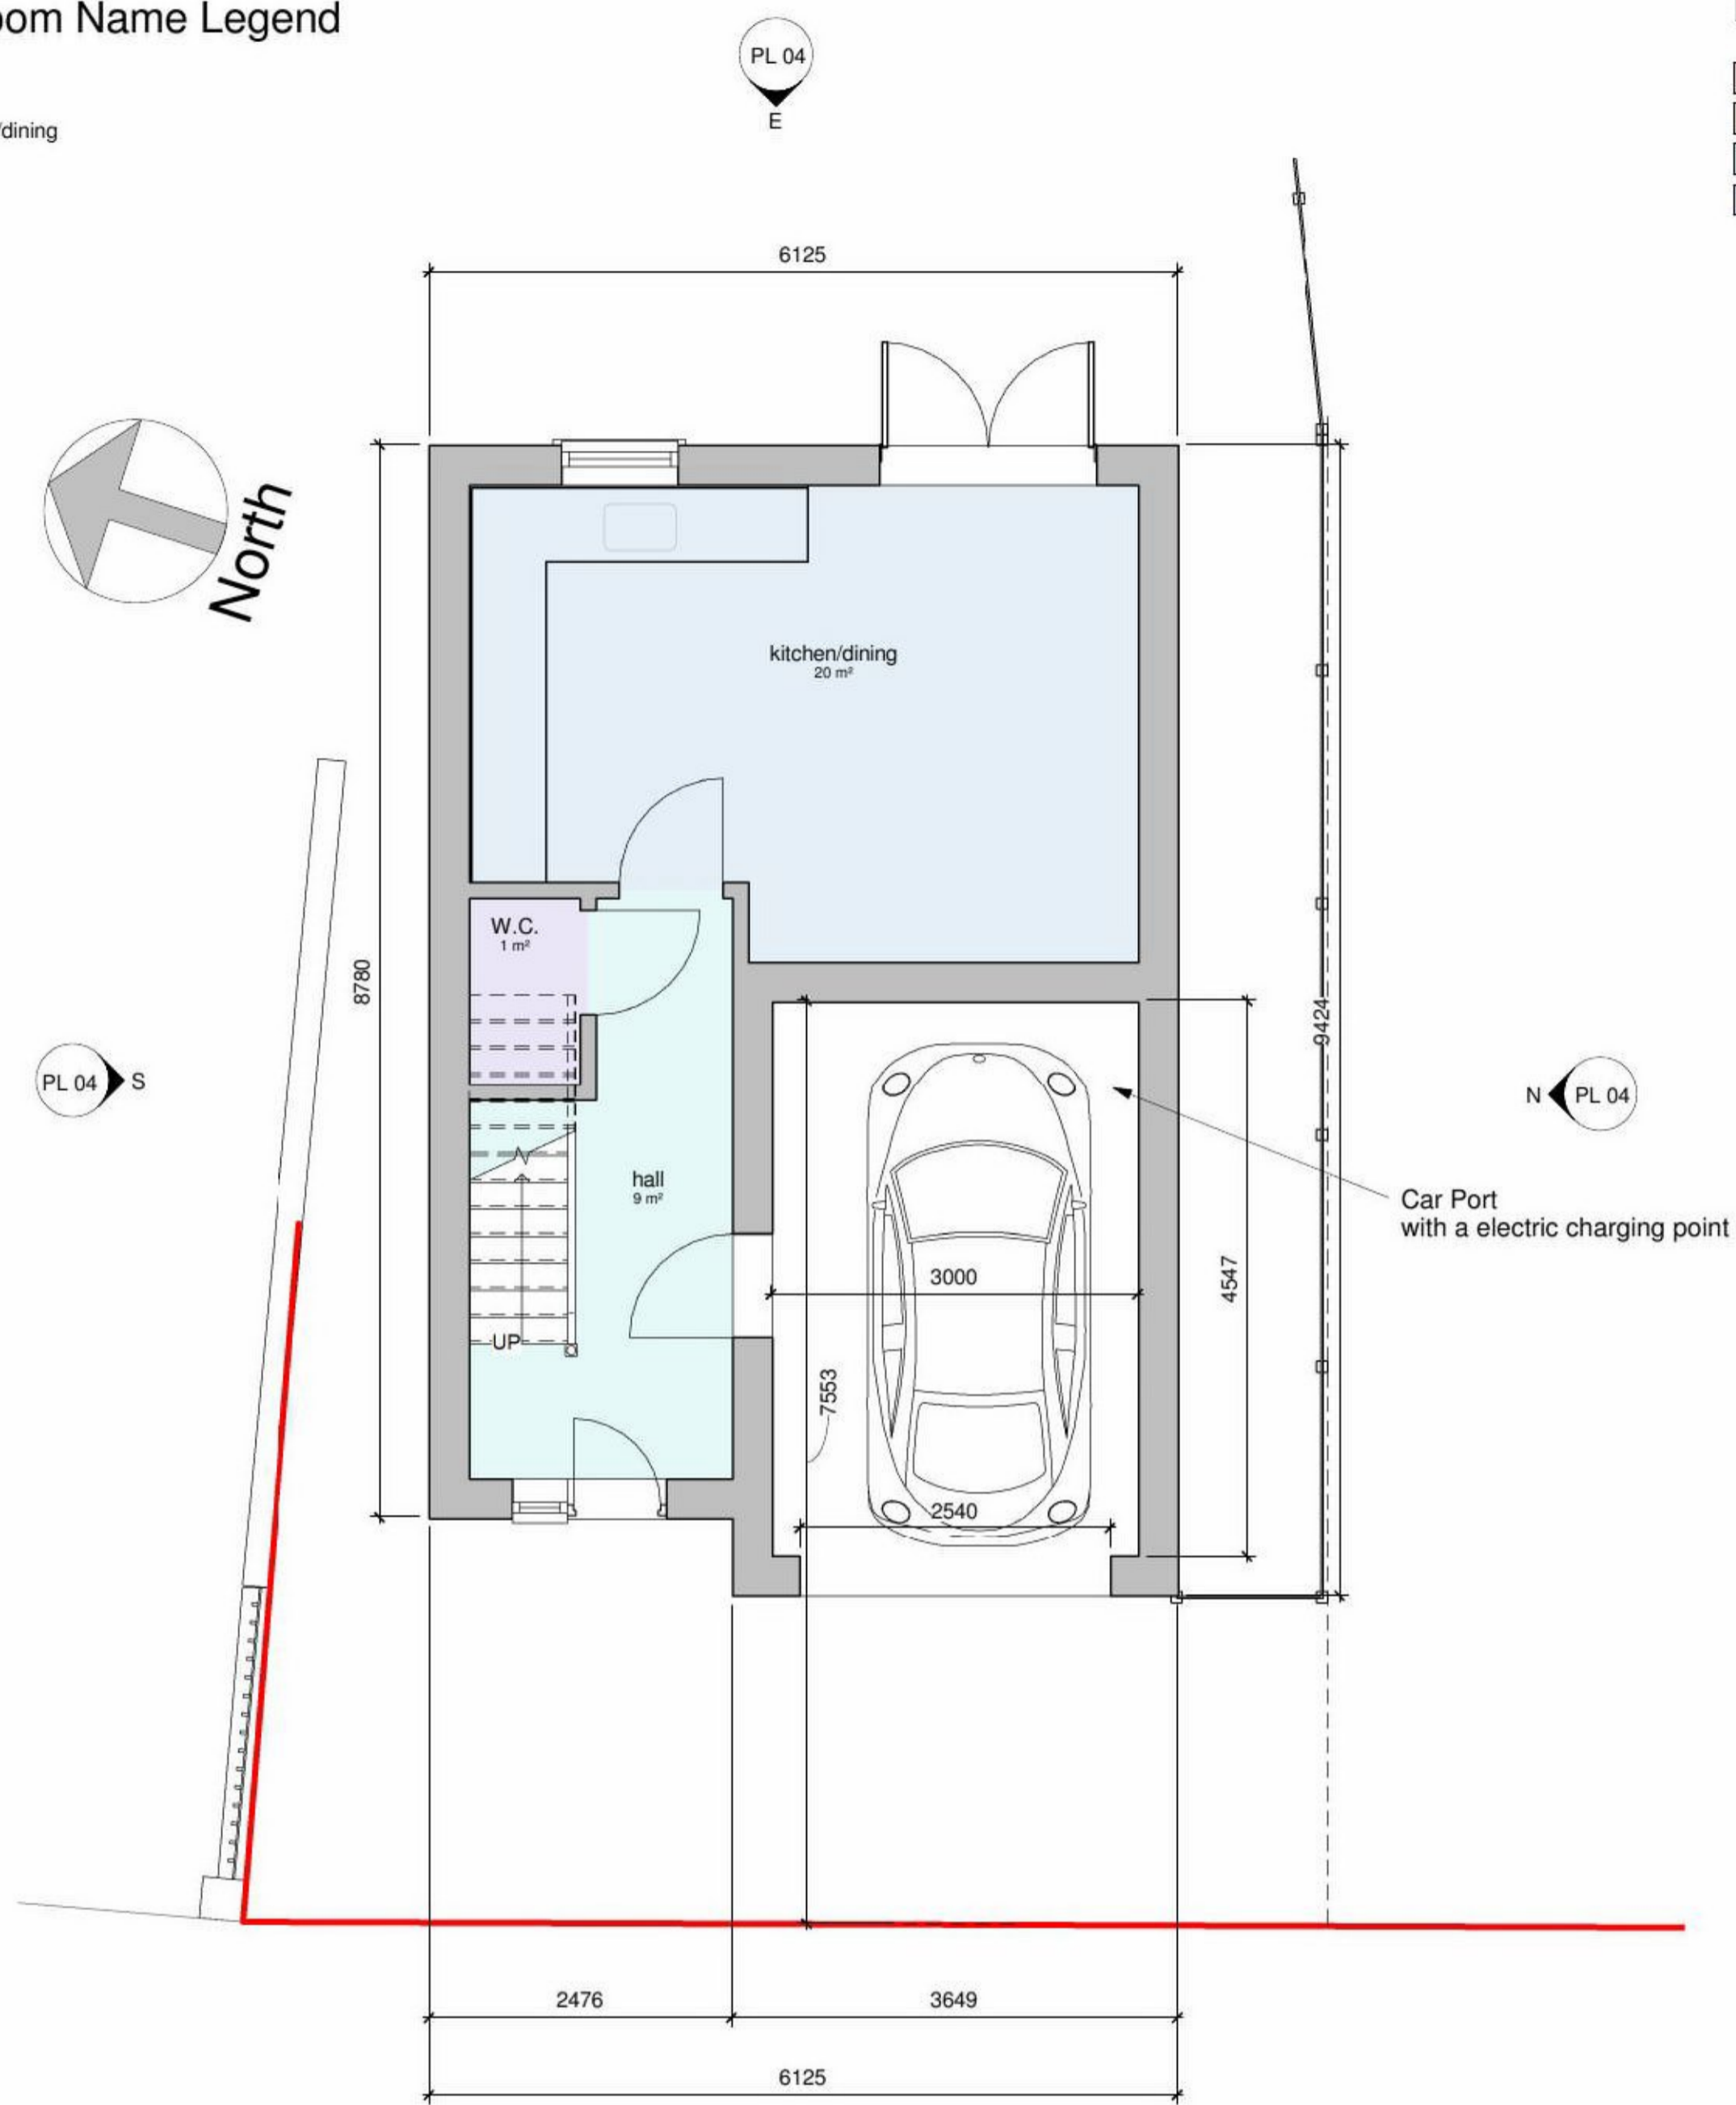 oom Name Legend
/dining
PL 04
E
6125
North
kitchen/dining
20 m²
W.C.
1 m²
8780
9424
PL 04 S
N PL 04
hall
9 m²
Car Port
with a electric charging point
3000
4547
UP
7553
2540
2476
3649
6125